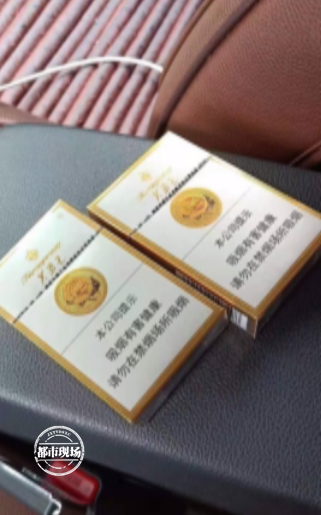 本公司提示
吸烟有害健康
请勿在禁烟场所吸烟
本公司提示
吸烟有害健康
请勿在禁烟场所吸烟
都市现场